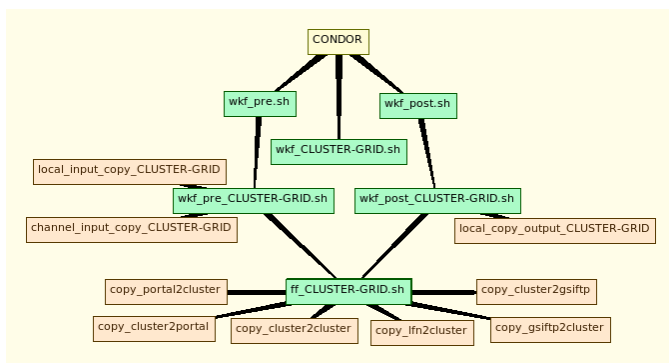 CONDOR
wkf_pre.sh
wkf_post.sh
wkf_CLUSTER-GRID.sh
local_input_copy_CLUSTER-GRID
wkf_pre_CLUSTER-GRID.sh
wkf_post_CLUSTER-GRID.sh
channel_input_copy_CLUSTER-GRID
local_copy_output_CLUSTER-GRID
copy_portal2cluster
ff_CLUSTER-GRID.sh
copy_cluster2gsiftp
copy_cluster2portal
copy_cluster2cluster
copy_lfn2cluster
copy_gsiftp2cluster